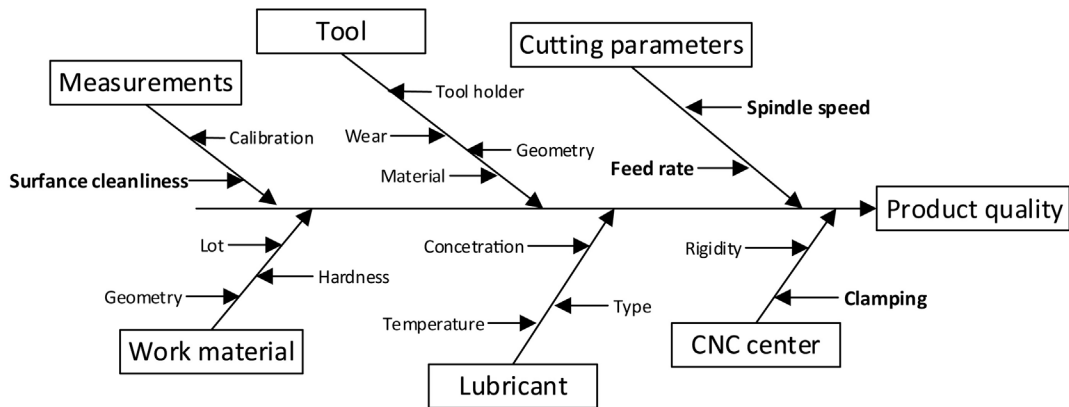 Tool
Cutting parameters
Measurements
Tool holder
Spindle speed
Calibration
Wear
Geometry
Feed rate
Material
Surfance cleanliness
Product quality
Lot
Concetration
Rigidity
Hardness
Geometry
Clamping
Type
Temperature
Work material
CNC center
Lubricant